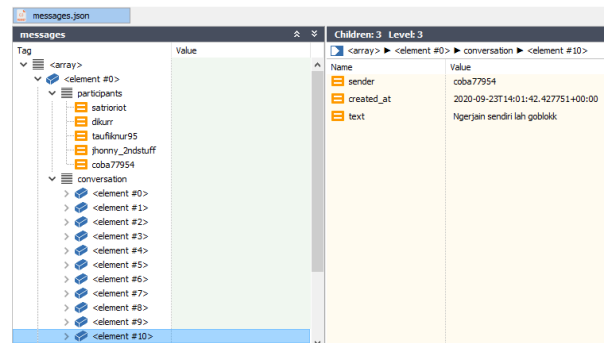 messages.json
messages
Tag
Value
<array>
<element #0>
participants
satrioriot
dikurr
taufiknur95
jhonny_2ndstuff
coba77954
conversation
<element #0>
<element #1>
<element #2>
<element #3>
<element #4>
<element #5>
<element #6>
<element #7>
<element #8>
<element #9>
<element #10>
Children: 3 Level: 3
<array> ► <element #0> ► conversation ► <element #10>
Name Value
sender coba77954
created_at 2020-09-23T14:01:42.427751+00:00
text Ngerjain sendiri lah goblokk